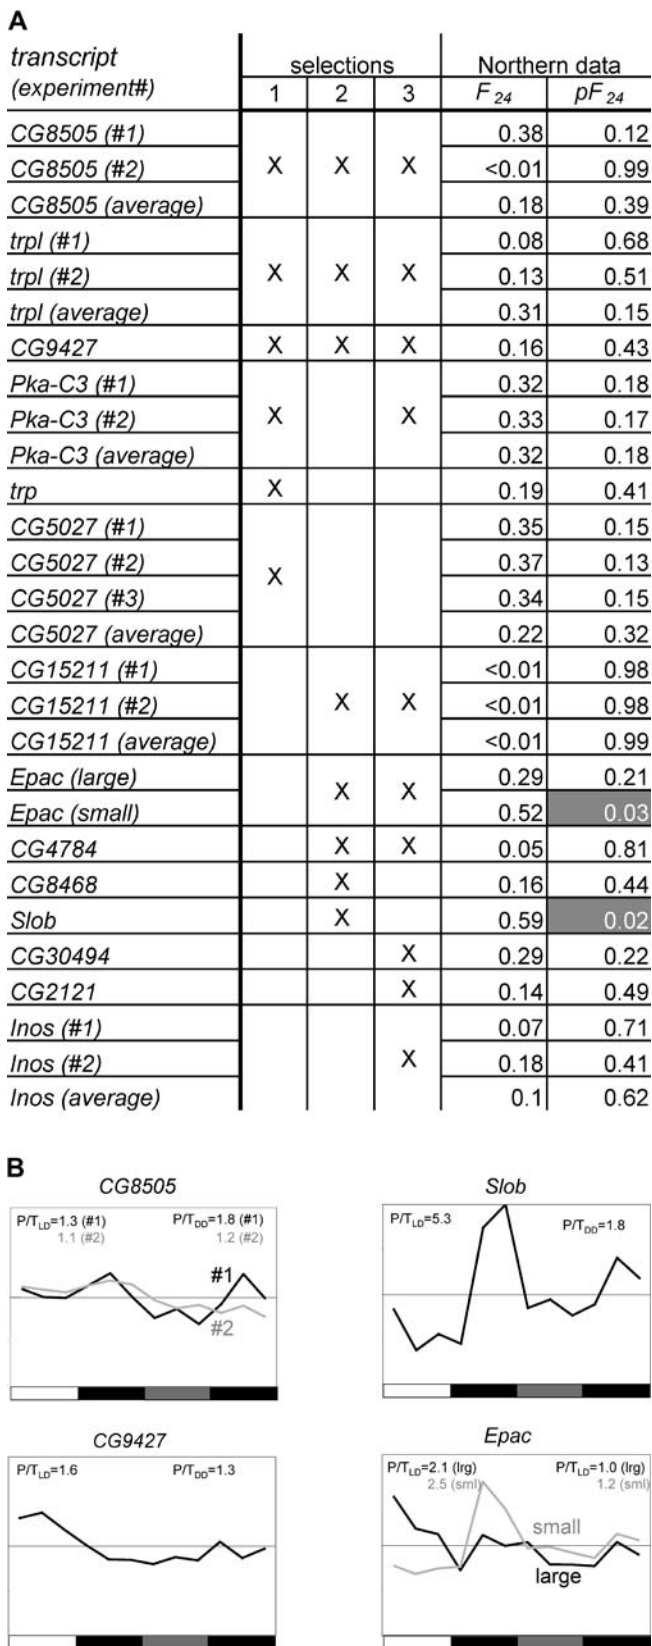 A
transcript selections Northern data
(experiment#) 1 2 3 F24 pF24
CG8505 (#1) 0.38 0.12
CG8505 (#2) X X X <0.01 0.99
CG8505 (average) 0.18 0.39
trpl (#1) 0.08 0.68
trpl (#2) X X X 0.13 0.51
trpl (average) 0.31 0.15
CG9427 X X X 0.16 0.43
Pka-C3 (#1) 0.32 0.18
Pka-C3 (#2) X X 0.33 0.17
Pka-C3 (average) 0.32 0.18
trp X 0.19 0.41
CG5027 (#1) 0.35 0.15
CG5027 (#2) X 0.37 0.13
CG5027 (#3) 0.34 0.15
CG5027 (average) 0.22 0.32
CG15211 (#1) <0.01 0.98
CG15211 (#2) X X <0.01 0.98
CG15211 (average) <0.01 0.99
Epac (large) X X 0.29 0.21
Epac (small) 0.52 0.03
CG4784 X X 0.05 0.81
CG8468 X 0.16 0.44
Slob X 0.59 0.02
CG30494 X 0.29 0.22
CG2121 X 0.14 0.49
Inos (#1) 0.07 0.71
Inos (#2) X 0.18 0.41
Inos (average) 0.1 0.62
B
CG8505
P/TLD=1.3 (#1) P/TDD=1.8 (#1)
1.1 (#2) 1.2 (#2)
#1
#2
Slob
P/TLD=5.3 P/TDD=1.8
CG9427
P/TLD=1.6 P/TDD=1.3
Epac
P/TLD=2.1 (lrg) P/TDD=1.0 (lrg)
2.5 (sml) 1.2 (sml)
small
large